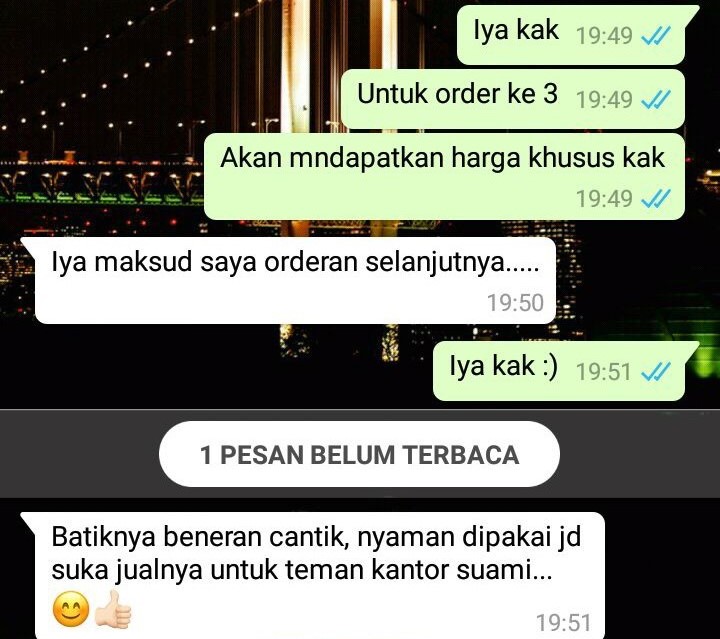 Iya kak 19:49
Untuk order ke 3 19:49
Akan mndapatkan harga khusus kak
19:49
Iya maksud saya orderan selanjutnya.....
19:50
Iya kak :) 19:51
1 PESAN BELUM TERBACA
Batiknya beneran cantik, nyaman dipakai jd
suka jualnya untuk teman kantor suami...
😊👍🏻
19:51